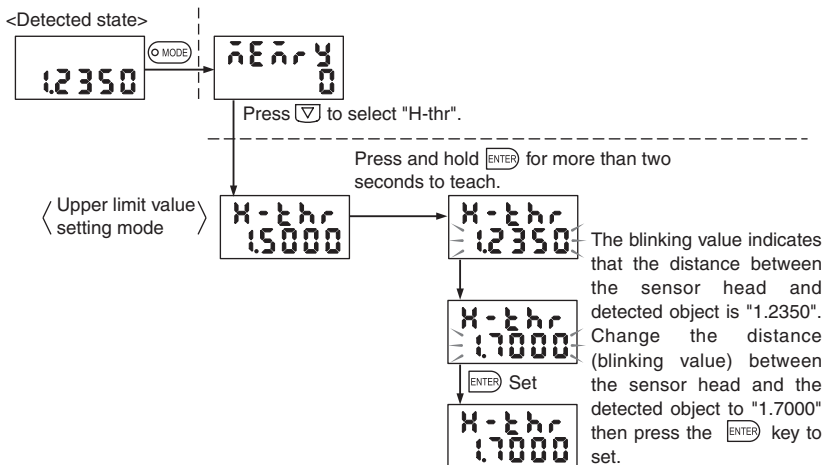 <Detected state>
1.2350
MODE
mEmry
0
Press ▽ to select "H-thr".
Press and hold ENTER for more than two
seconds to teach.
Upper limit value
setting mode
H-thr
1.5000
H-thr
1.2350
H-thr
1.7000
ENTER Set
H-thr
1.7000
The blinking value indicates
that the distance between
the sensor head and
detected object is "1.2350".
Change the distance
(blinking value) between
the sensor head and the
detected object to "1.7000"
then press the ENTER key to
set.